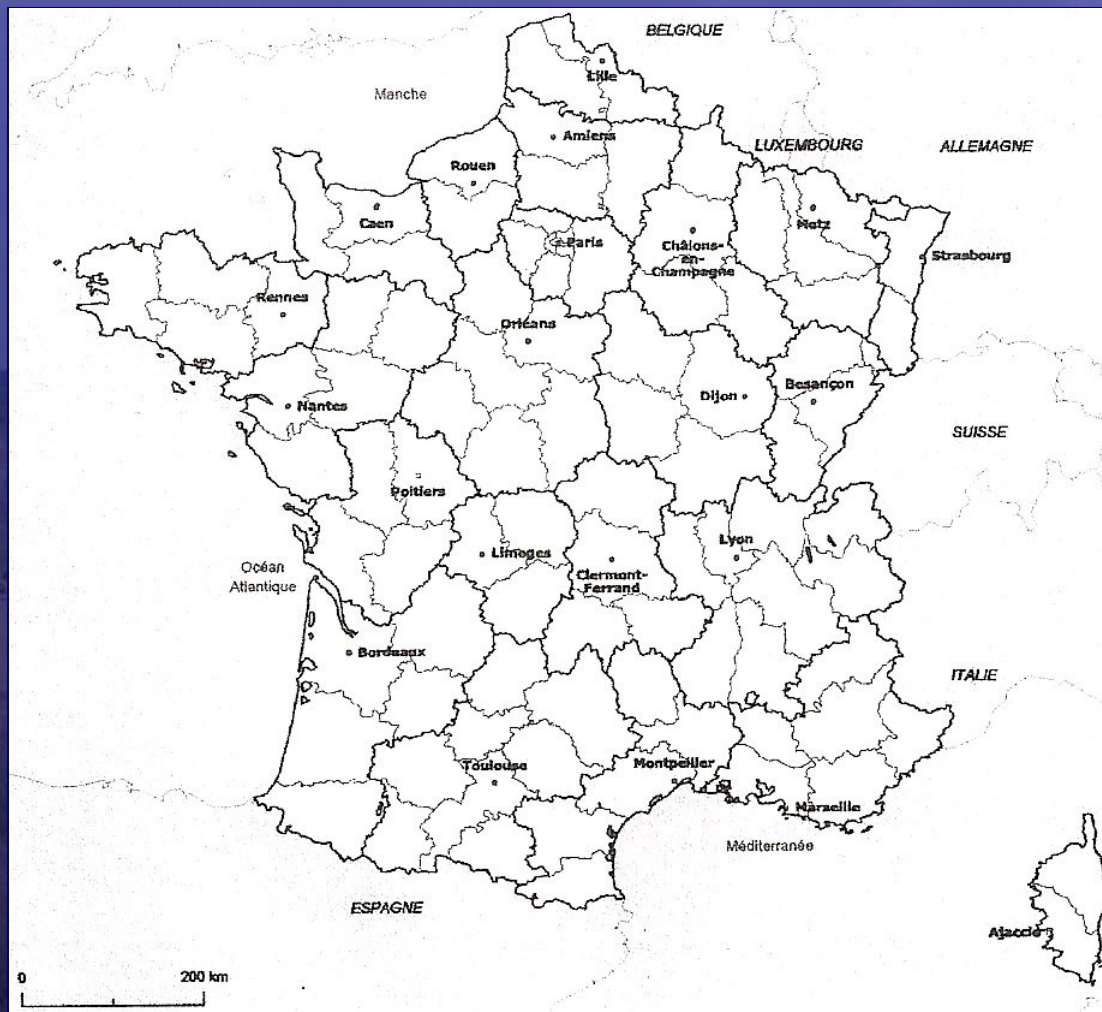 BELGIQUE
Lille
Manche
Amiens
LUXEMBOURG
ALLEMAGNE
Rouen
Metz
Caen
Paris
Châlons-
en-
Champagne
Strasbourg
Rennes
Orléans
Besançon
Dijon
Nantes
SUISSE
Poitiers
Lyon
Limoges
Océan
Atlantique
Clermont-
Ferrand
Bordeaux
ITALIE
Toulouse
Montpellier
Marseille
Méditerranée
ESPAGNE
Ajaccio
0
200 km